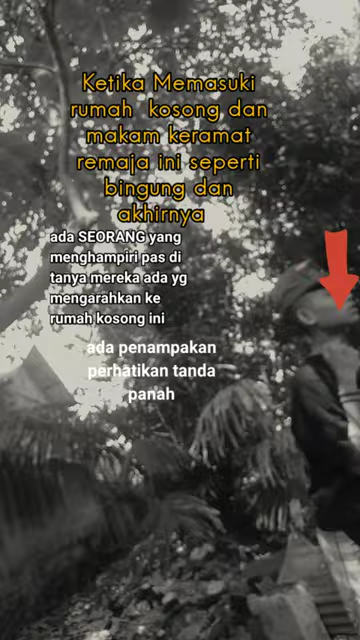 Ketika Memasuki
rumah kosong dan
makam keramat
remaja ini seperti
bingung dan
akhirnya
ada SEORANG yang
menghampiri pas di
tanya mereka ada yg
mengarahkan ke
rumah kosong ini
ada penampakan
perhatikan tanda
panah